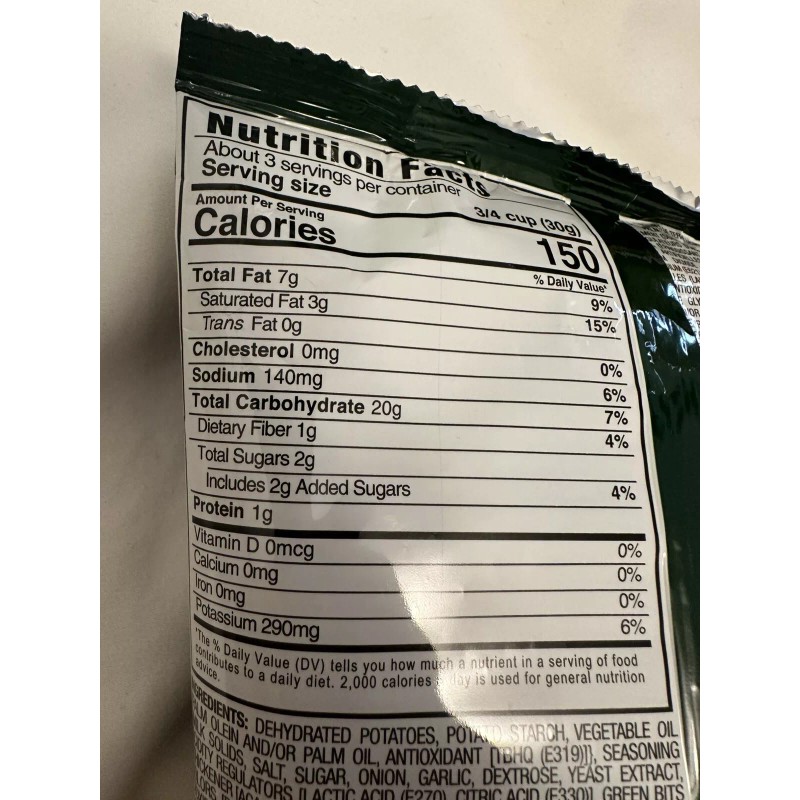 Nutrition Facts
About 3 servings per container
Serving size 3/4 cup (30g)
Amount Per Serving
Calories 150
% Daily Value*
Total Fat 7g 9%
Saturated Fat 3g 15%
Trans Fat 0g
Cholesterol 0mg 0%
Sodium 140mg 6%
Total Carbohydrate 20g 7%
Dietary Fiber 1g 4%
Total Sugars 2g
Includes 2g Added Sugars 4%
Protein 1g
Vitamin D 0mcg 0%
Calcium 0mg 0%
Iron 0mg 0%
Potassium 290mg 6%
*The % Daily Value (DV) tells you how much a nutrient in a serving of food
contributes to a daily diet. 2,000 calories a day is used for general nutrition
advice.
INGREDIENTS: DEHYDRATED POTATOES, POTATO STARCH, VEGETABLE OIL
OLEIN AND/OR PALM OIL, ANTIOXIDANT [TBHQ (E319)]), SEASONING
SOLIDS, SALT, SUGAR, ONION, GARLIC, DEXTROSE, YEAST EXTRACT,
REGULATORS [LACTIC ACID (E270), CITRIC ACID (E330)], GREEN BITS